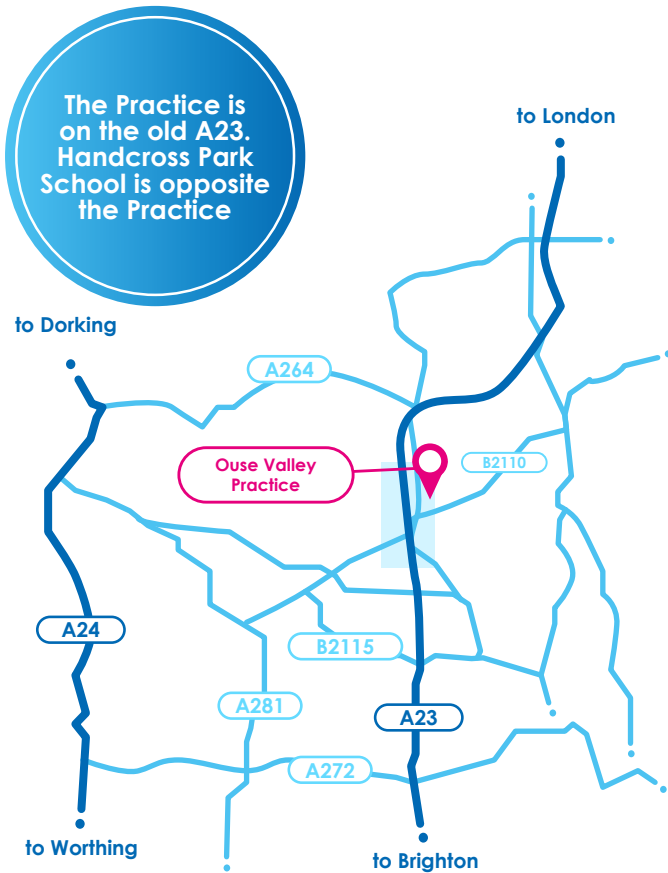 The Practice is
on the old A23.
Handcross Park
School is opposite
the Practice
to London
to Dorking
A264
Ouse Valley
Practice
B2110
A24
B2115
A281
A23
A272
to Worthing
to Brighton